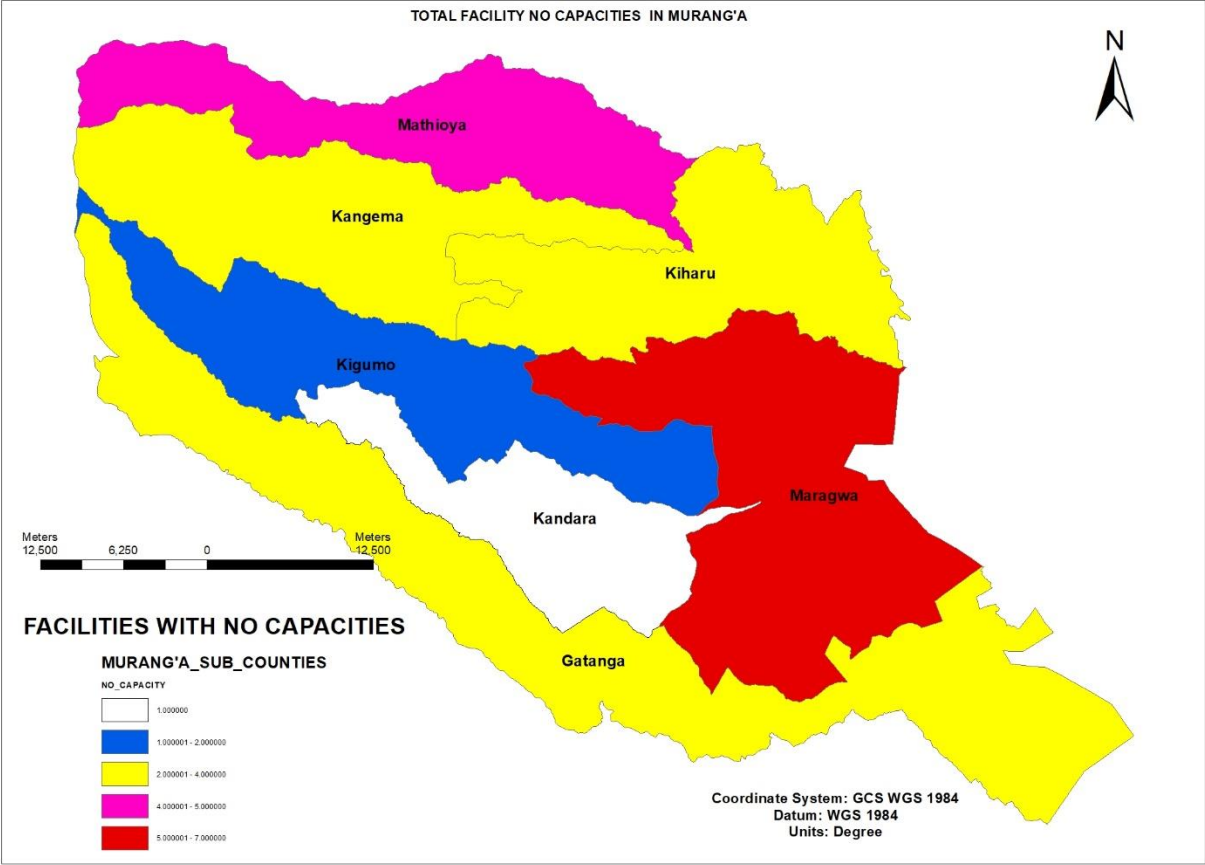 TOTAL FACILITY NO CAPACITIES IN MURANG'A
N
Mathioya
Kangema
Kiharu
Kigumo
Maragwa
Kandara
Gatanga
Meters Meters
12,500 6,250 0 12,500
FACILITIES WITH NO CAPACITIES
MURANG'A_SUB_COUNTIES
NO_CAPACITY
1.000000
1.000001 - 2.000000
2.000001 - 4.000000
4.000001 - 5.000000
5.000001 - 7.000000
Coordinate System: GCS WGS 1984
Datum: WGS 1984
Units: Degree